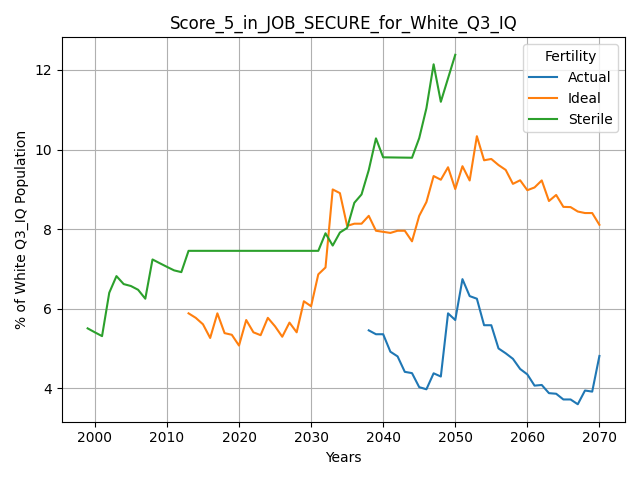 Score_5_in_JOB_SECURE_for_White_Q3_IQ
Fertility
Actual
Ideal
Sterile
% of White Q3_IQ Population
12
10
8
6
4
2000 2010 2020 2030 2040 2050 2060 2070
Years